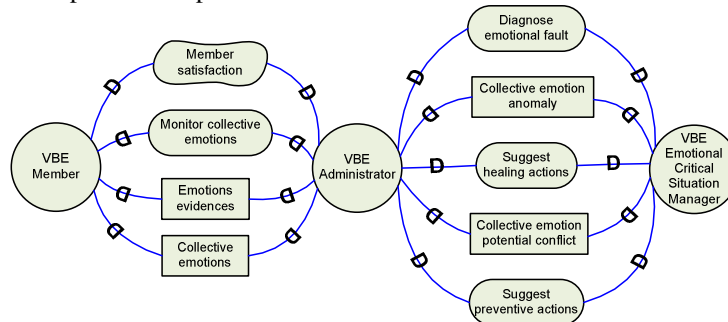 Diagnose
emotional fault
Member
satisfaction
D
D
D
D
Collective emotion
anomaly
D
D
D
D
Monitor collective
emotions
D
D
VBE
Member
VBE
Administrator
D
Suggest
healing actions
D
VBE
Emotional
Critical
Situation
Manager
D
Emotions
evidences
D
D
Collective
emotions
D
D
Collective emotion
potential conflict
D
D
Suggest
preventive actions
D